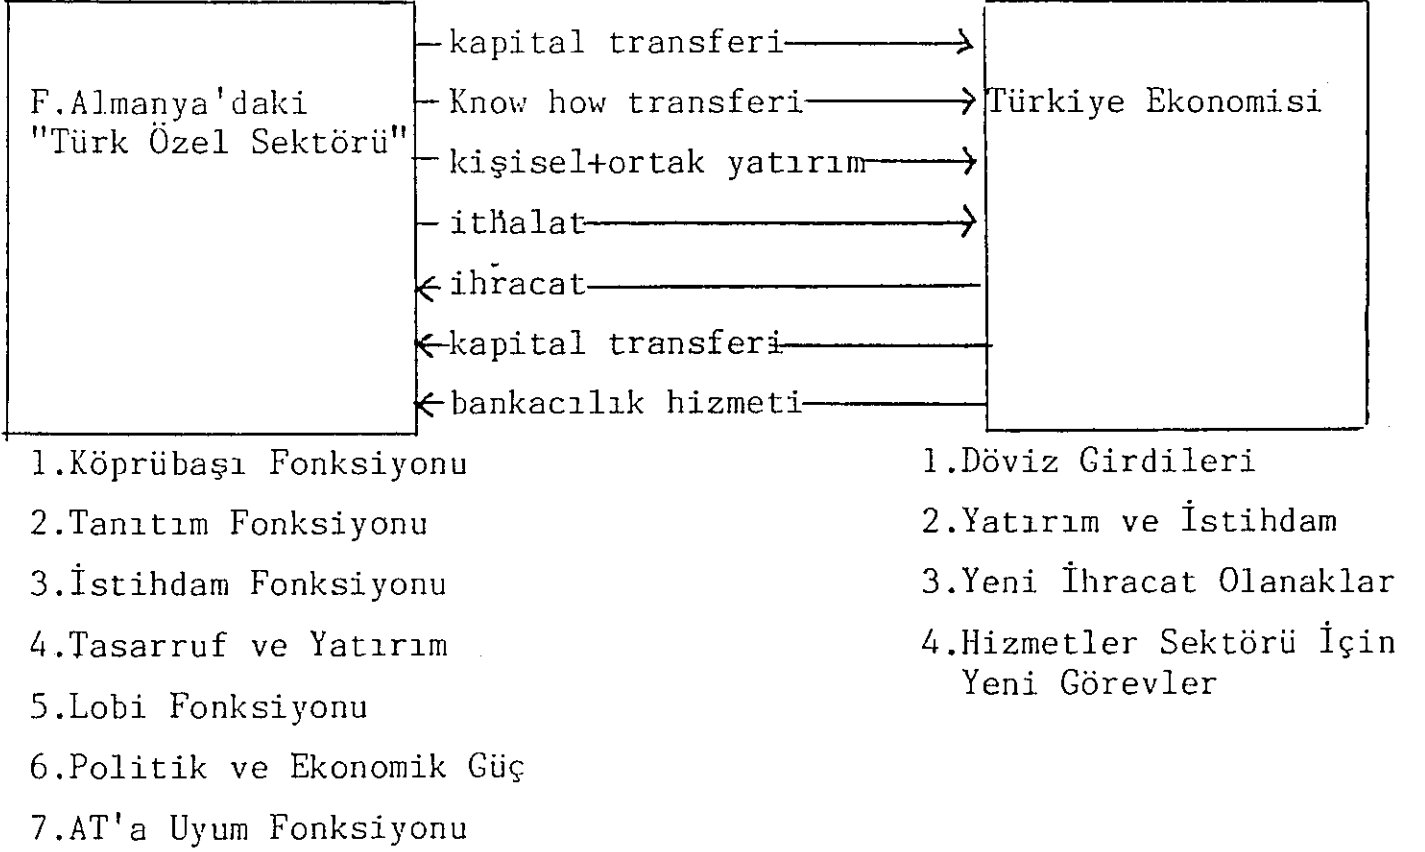 F.Almanya'daki
"Türk Özel Sektörü"
kapital transferi
Know how transferi
kişisel+ortak yatırım
ithalat
ihracat
kapital transferi
bankacılık hizmeti
Türkiye Ekonomisi
1.Köprübaşı Fonksiyonu
2.Tanıtım Fonksiyonu
3.İstihdam Fonksiyonu
4.Tasarruf ve Yatırım
5.Lobi Fonksiyonu
6.Politik ve Ekonomik Güç
7.AT'a Uyum Fonksiyonu
1.Döviz Girdileri
2.Yatırım ve İstihdam
3.Yeni İhracat Olanaklar
4.Hizmetler Sektörü İçin
Yeni Görevler